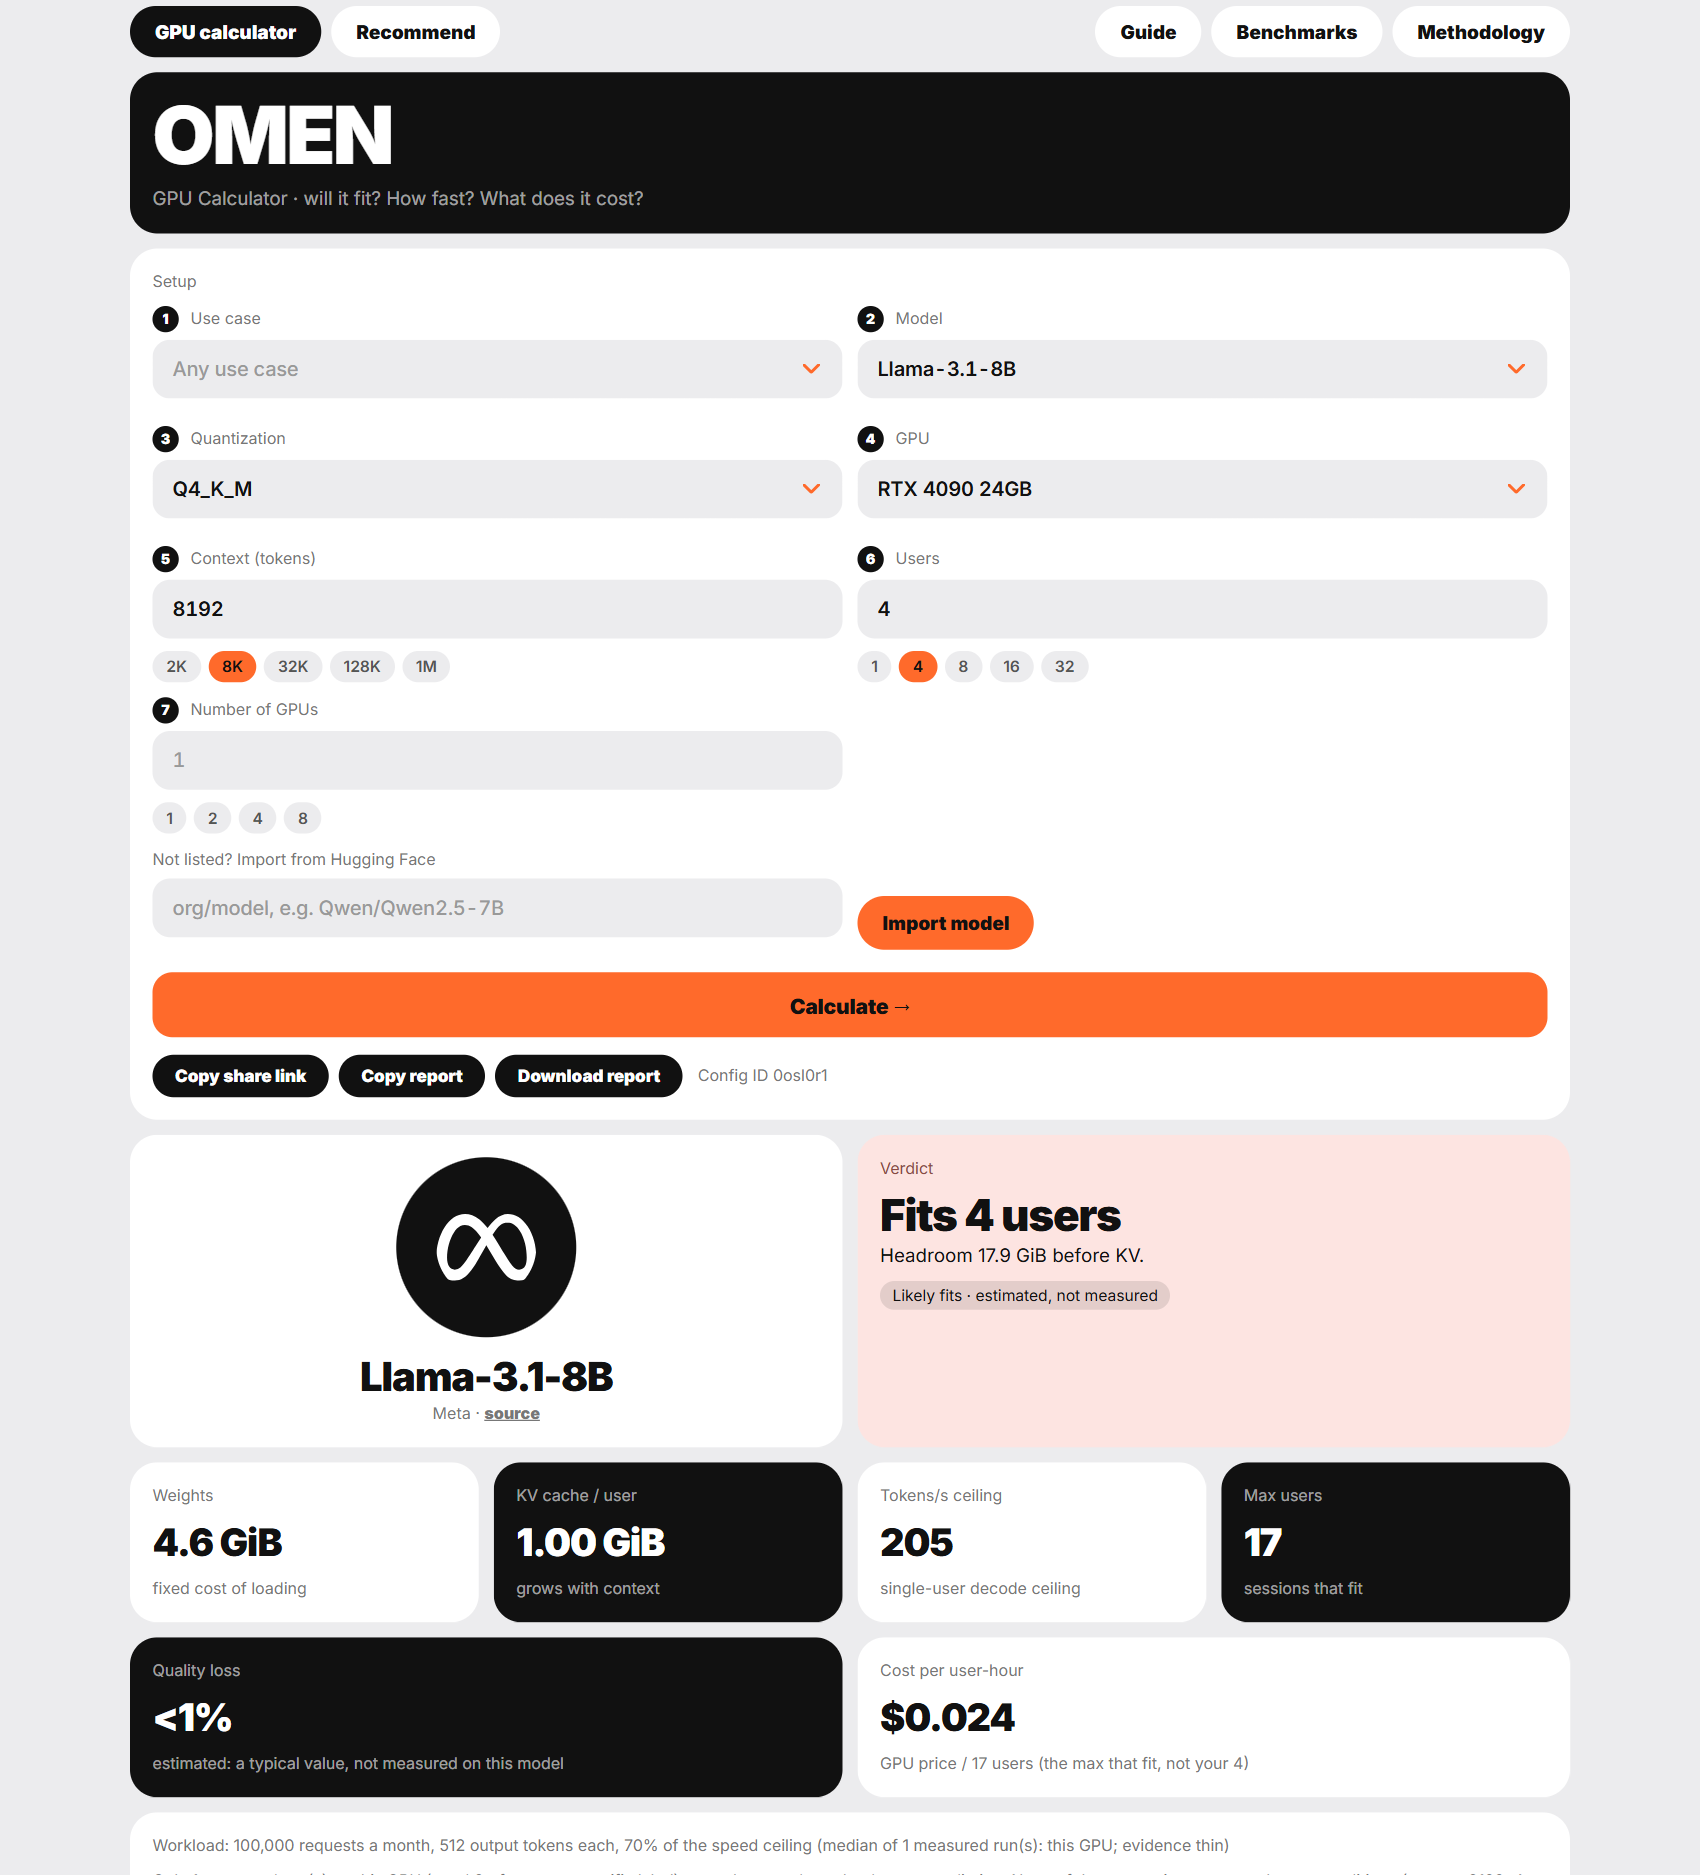 GPU calculator
Recommend
Guide
Benchmarks
Methodology
OMEN
GPU Calculator · will it fit? How fast? What does it cost?
Setup
1 Use case
Any use case
2 Model
Llama-3.1-8B
3 Quantization
Q4_K_M
4 GPU
RTX 4090 24GB
5 Context (tokens)
8192
2K 8K 32K 128K 1M
6 Users
4
1 4 8 16 32
7 Number of GPUs
1
1 2 4 8
Not listed? Import from Hugging Face
org/model, e.g. Qwen/Qwen2.5-7B
Import model
Calculate →
Copy share link
Copy report
Download report
Config ID 0osl0r1
Llama-3.1-8B
Meta · source
Verdict
Fits 4 users
Headroom 17.9 GiB before KV.
Likely fits · estimated, not measured
Weights
4.6 GiB
fixed cost of loading
KV cache / user
1.00 GiB
grows with context
Tokens/s ceiling
205
single-user decode ceiling
Max users
17
sessions that fit
Quality loss
<1%
estimated: a typical value, not measured on this model
Cost per user-hour
$0.024
GPU price / 17 users (the max that fit, not your 4)
Workload: 100,000 requests a month, 512 output tokens each, 70% of the speed ceiling (median of 1 measured run(s): this GPU; evidence thin)